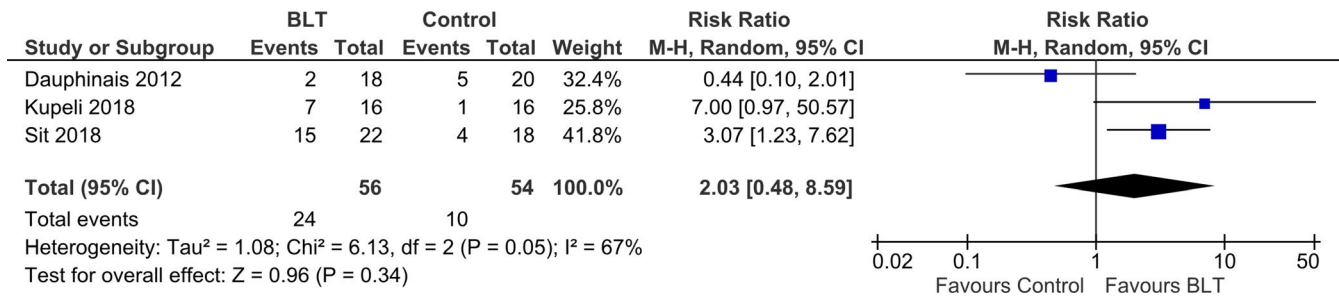 BLT Control Risk Ratio Risk Ratio
Study or Subgroup Events Total Events Total Weight M-H, Random, 95% CI M-H, Random, 95% CI
Dauphinais 2012 2 18 5 20 32.4% 0.44 [0.10, 2.01]
Kupeli 2018 7 16 1 16 25.8% 7.00 [0.97, 50.57]
Sit 2018 15 22 4 18 41.8% 3.07 [1.23, 7.62]
Total (95% CI) 56 54 100.0% 2.03 [0.48, 8.59]
Total events 24 10
Heterogeneity: Tau² = 1.08; Chi² = 6.13, df = 2 (P = 0.05); I² = 67%
Test for overall effect: Z = 0.96 (P = 0.34)
0.02 0.1 1 10 50
Favours Control Favours BLT